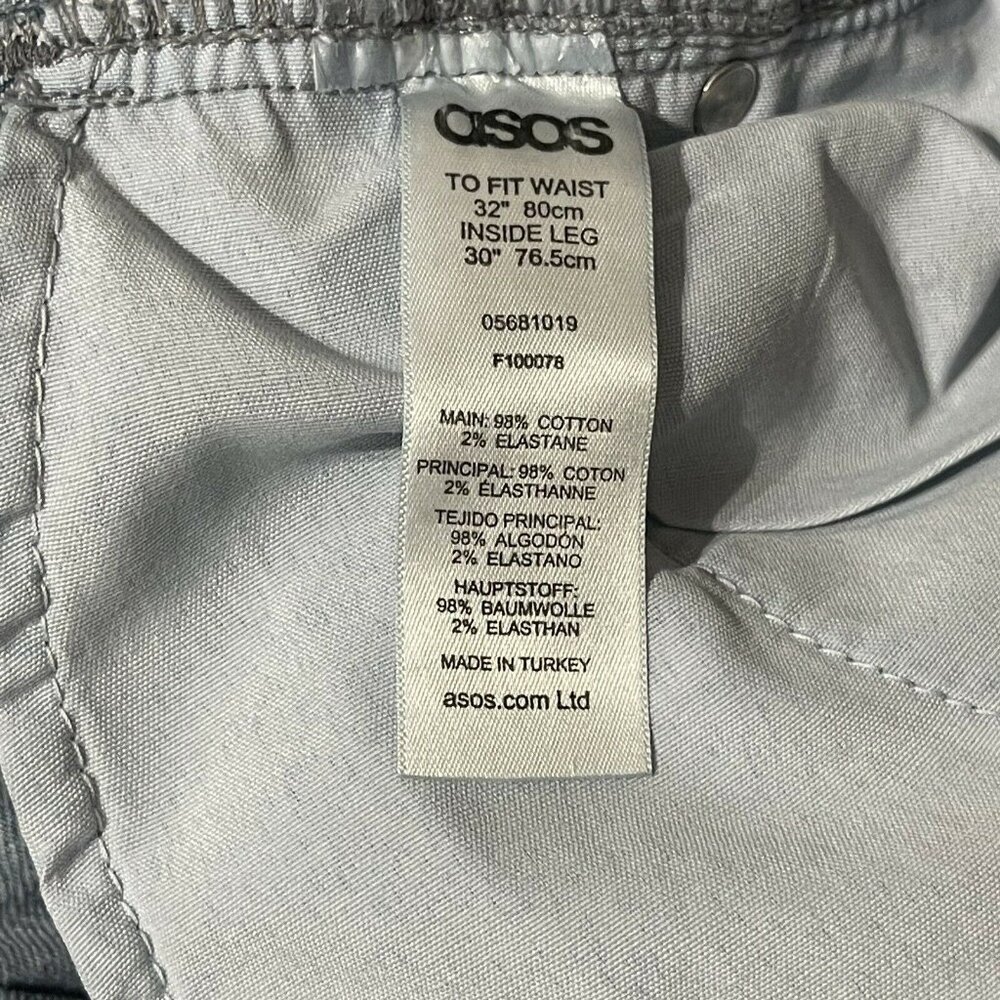 asos
TO FIT WAIST
32" 80cm
INSIDE LEG
30" 76.5cm
05681019
F100078
MAIN: 98% COTTON
2% ELASTANE
PRINCIPAL: 98% COTON
2% ÉLASTHANNE
TEJIDO PRINCIPAL:
98% ALGODÓN
2% ELASTANO
HAUPTSTOFF:
98% BAUMWOLLE
2% ELASTHAN
MADE IN TURKEY
asos.com Ltd